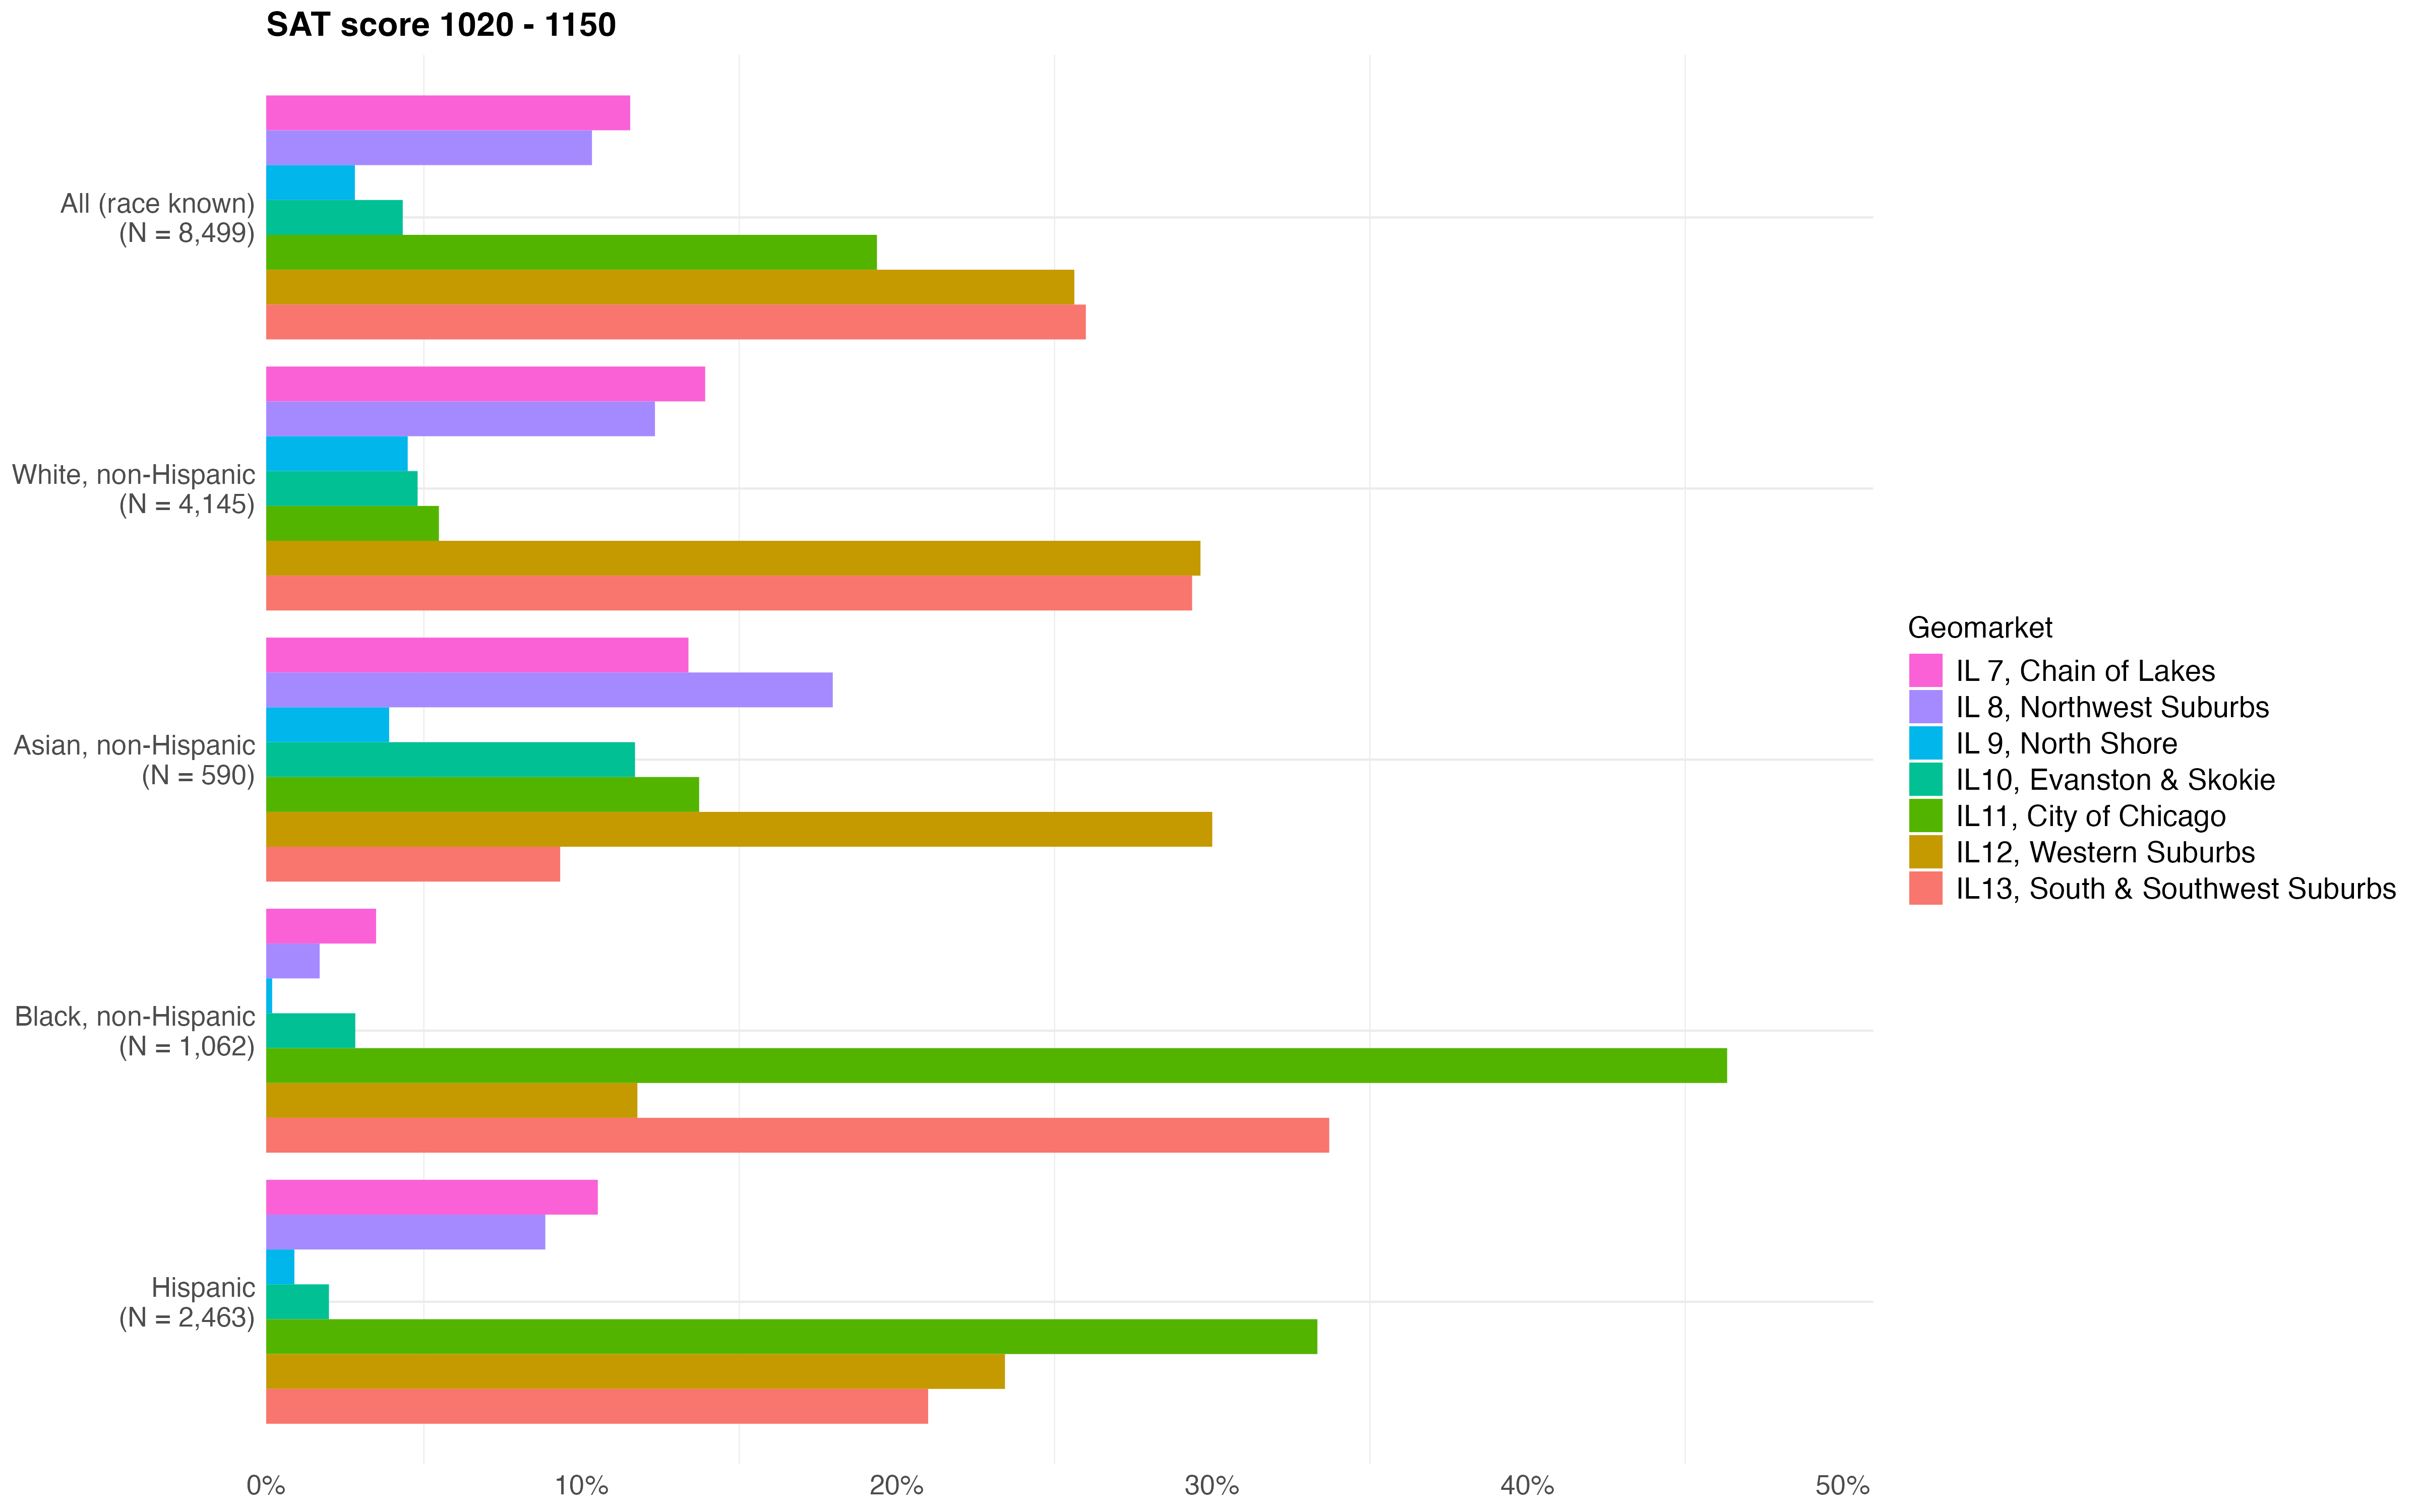 SAT score 1020 - 1150
All (race known)
(N = 8,499)
White, non-Hispanic
(N = 4,145)
Asian, non-Hispanic
(N = 590)
Black, non-Hispanic
(N = 1,062)
Hispanic
(N = 2,463)
0% 10% 20% 30% 40% 50%
Geomarket
IL 7, Chain of Lakes
IL 8, Northwest Suburbs
IL 9, North Shore
IL10, Evanston & Skokie
IL11, City of Chicago
IL12, Western Suburbs
IL13, South & Southwest Suburbs